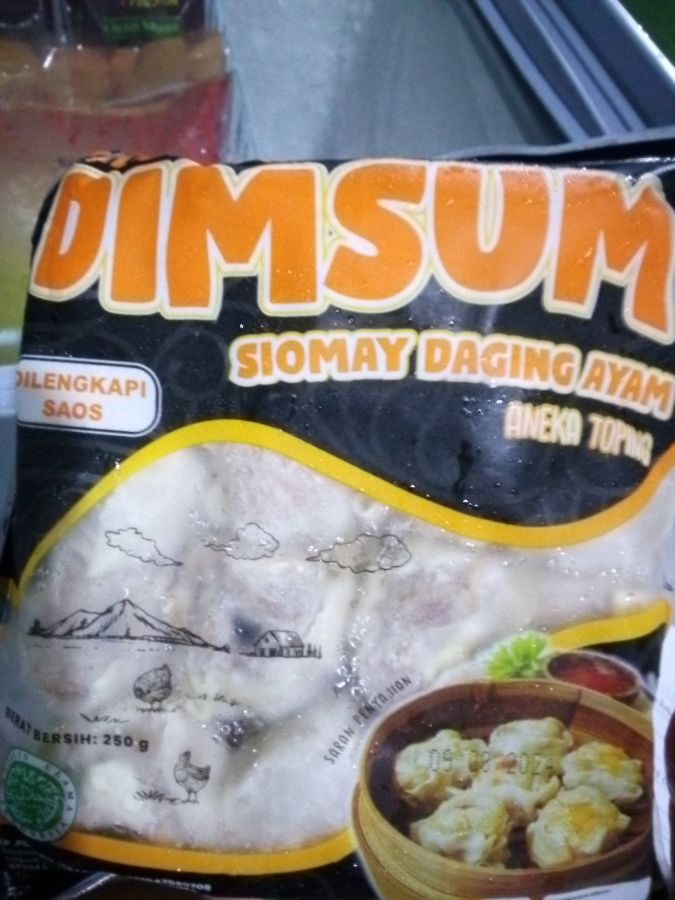 DIMSUM
SIOMAY DAGING AYAM
ANEKA TOPING
DILENGKAPI
SAOS
SARAN PENYAJIAN
BERAT BERSIH: 250 g